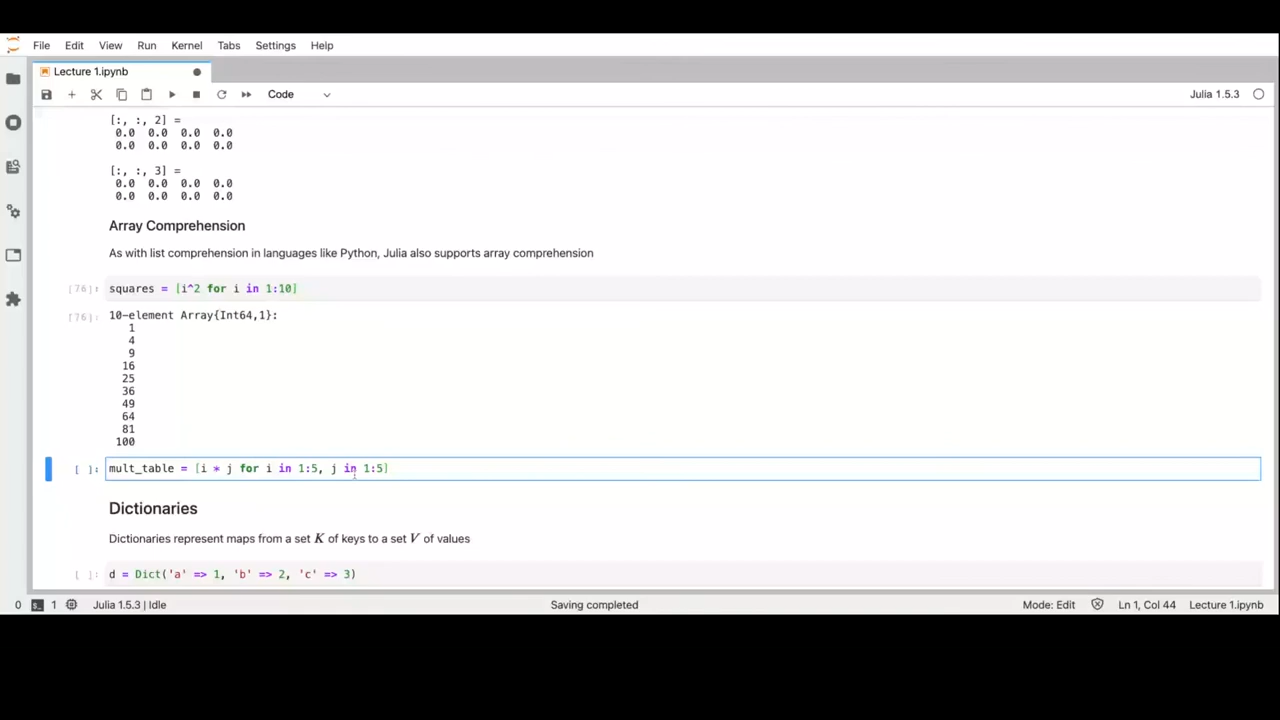 File Edit View Run Kernel Tabs Settings Help
Lecture 1.ipynb
Code
Julia 1.5.3
[:, :, 2] =
0.0 0.0 0.0 0.0
0.0 0.0 0.0 0.0
[:, :, 3] =
0.0 0.0 0.0 0.0
0.0 0.0 0.0 0.0
Array Comprehension
As with list comprehension in languages like Python, Julia also supports array comprehension
[76]: squares = [i^2 for i in 1:10]
[76]: 10-element Array{Int64,1}:
1
4
9
16
25
36
49
64
81
100
[ ]: mult_table = [i * j for i in 1:5, j in 1:5]
Dictionaries
Dictionaries represent maps from a set K of keys to a set V of values
[ ]: d = Dict('a' => 1, 'b' => 2, 'c' => 3)
0 1 Julia 1.5.3 | Idle Saving completed Mode: Edit Ln 1, Col 44 Lecture 1.ipynb